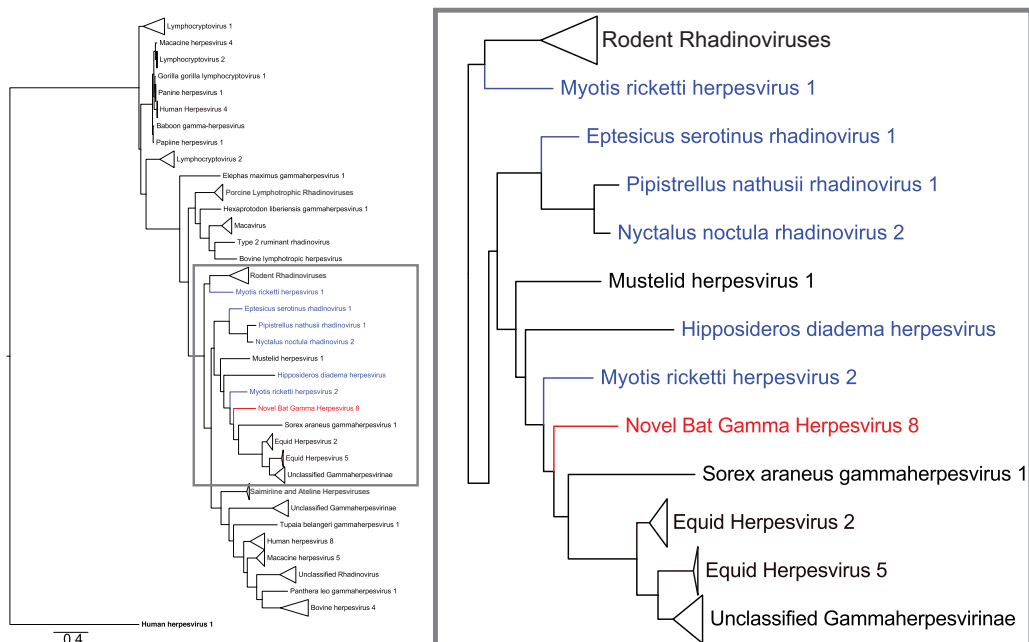 Lymphocryptovirus 1
Macacine herpesvirus 4
Lymphocryptovirus 2
Gorilla gorilla lymphocryptovirus 1
Panine herpesvirus 1
Human Herpesvirus 4
Baboon gamma-herpesvirus
Papiine herpesvirus 1
Lymphocryptovirus 2
Elephas maximus gammaherpesvirus 1
Porcine Lymphotrophic Rhadinoviruses
Hexaprotodon liberiensis gammaherpesvirus 1
Macavirus
Type 2 ruminant rhadinovirus
Bovine lymphotropic herpesvirus
Rodent Rhadinoviruses
Myotis ricketti herpesvirus 1
Eptesicus serotinus rhadinovirus 1
Pipistrellus nathusii rhadinovirus 1
Nyctalus noctula rhadinovirus 2
Mustelid herpesvirus 1
Hipposideros diadema herpesvirus
Myotis ricketti herpesvirus 2
Novel Bat Gamma Herpesvirus 8
Sorex araneus gammaherpesvirus 1
Equid Herpesvirus 2
Equid Herpesvirus 5
Unclassified Gammaherpesvirinae
Saimiriine and Ateline Herpesviruses
Unclassified Gammaherpesvirinae
Tupaia belangeri gammaherpesvirus 1
Human herpesvirus 8
Macacine herpesvirus 5
Unclassified Rhadinovirus
Panthera leo gammaherpesvirus 1
Bovine herpesvirus 4
Human herpesvirus 1
0.4
Rodent Rhadinoviruses
Myotis ricketti herpesvirus 1
Eptesicus serotinus rhadinovirus 1
Pipistrellus nathusii rhadinovirus 1
Nyctalus noctula rhadinovirus 2
Mustelid herpesvirus 1
Hipposideros diadema herpesvirus
Myotis ricketti herpesvirus 2
Novel Bat Gamma Herpesvirus 8
Sorex araneus gammaherpesvirus 1
Equid Herpesvirus 2
Equid Herpesvirus 5
Unclassified Gammaherpesvirinae